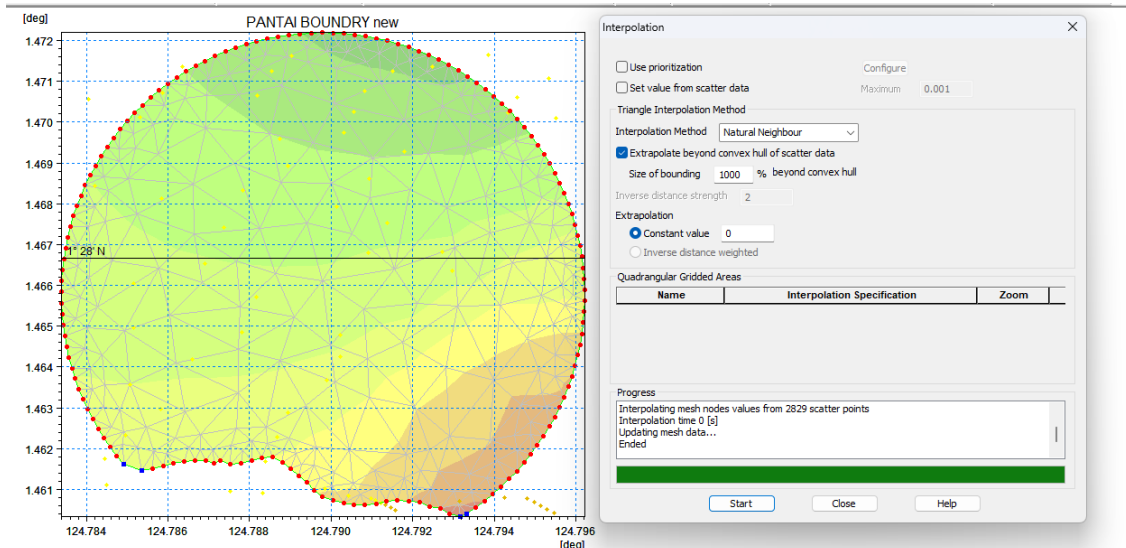 [deg]
PANTAI BOUNDRY new
1.472
1.471
1.470
1.469
1.468
1.467
1° 28' N
1.466
1.465
1.464
1.463
1.462
1.461
124.784 124.786 124.788 124.790 124.792 124.794 124.796
[deg]
Interpolation
Use prioritization Configure
Set value from scatter data Maximum 0.001
Triangle Interpolation Method
Interpolation Method Natural Neighbour
Extrapolate beyond convex hull of scatter data
Size of bounding 1000 % beyond convex hull
Inverse distance strength 2
Extrapolation
Constant value 0
Inverse distance weighted
Quadrangular Gridded Areas
Name Interpolation Specification Zoom
Progress
Interpolating mesh nodes values from 2829 scatter points
Interpolation time 0 [s]
Updating mesh data...
Ended
Start Close Help